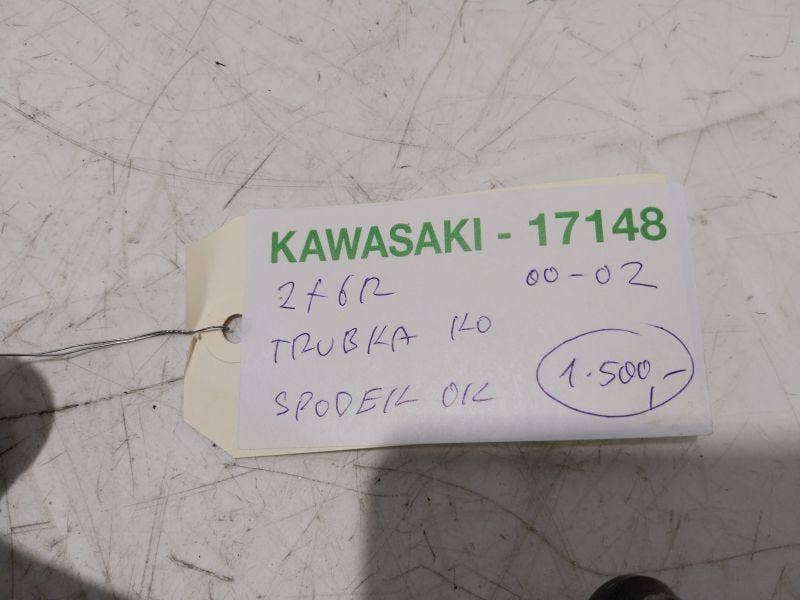 KAWASAKI - 17148
ZX6R 00-02
TRUBKA KO
SPODEK OK
1.500,-